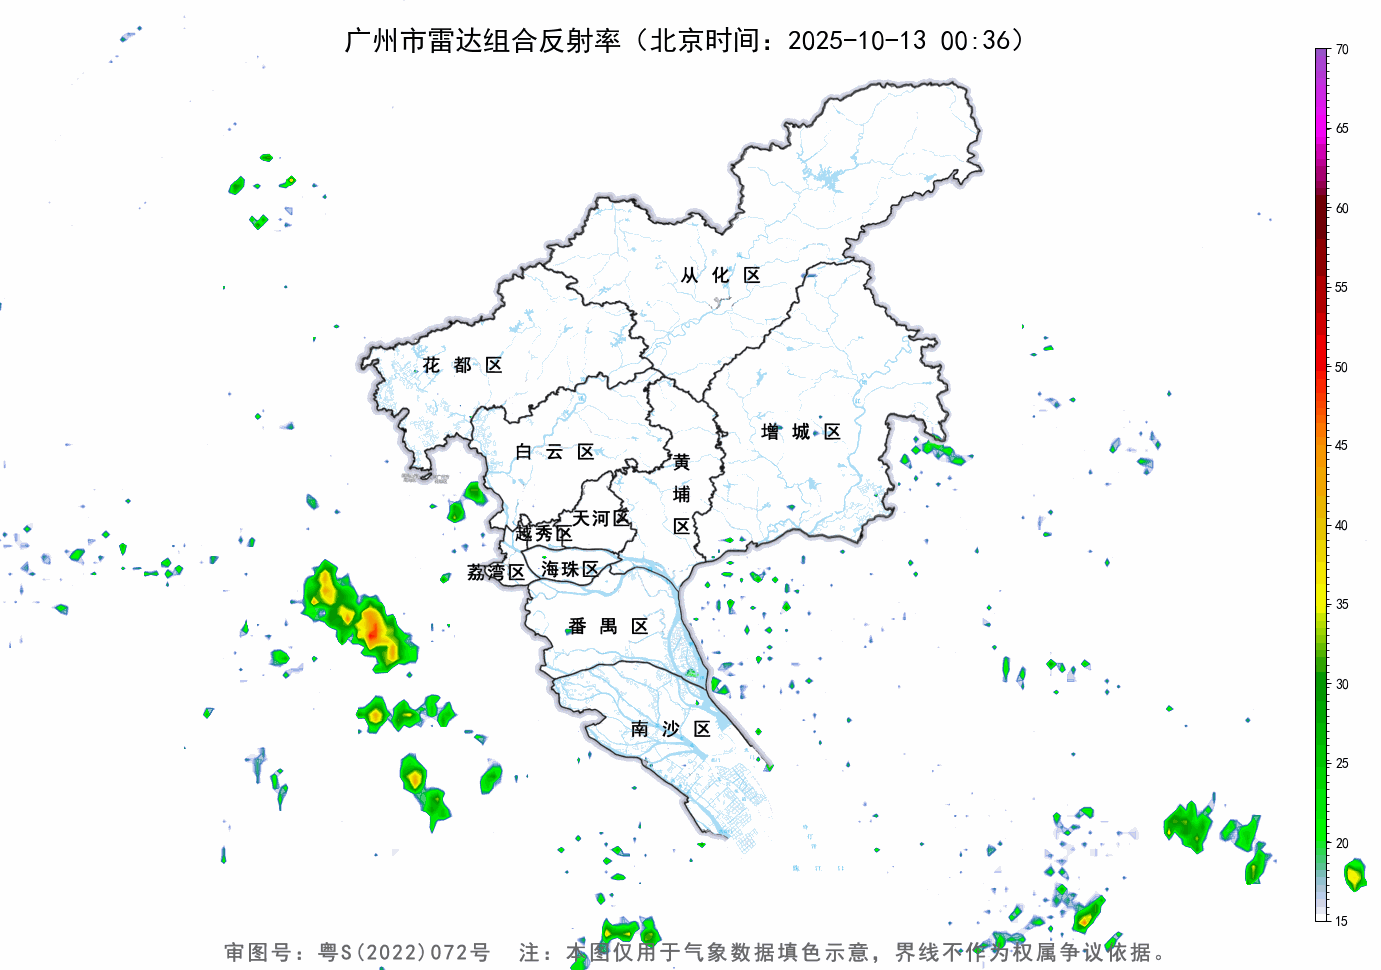 广州市雷达组合反射率（北京时间：2025-10-13 00:36）
70
65
60
55
50
45
40
35
30
25
20
15
从化区
花都区
增城区
白云区
黄埔区
天河区
越秀区
海珠区
荔湾区
番禺区
南沙区
审图号：粤S(2022)072号 注：本图仅用于气象数据填色示意，界线不作为权属争议依据。